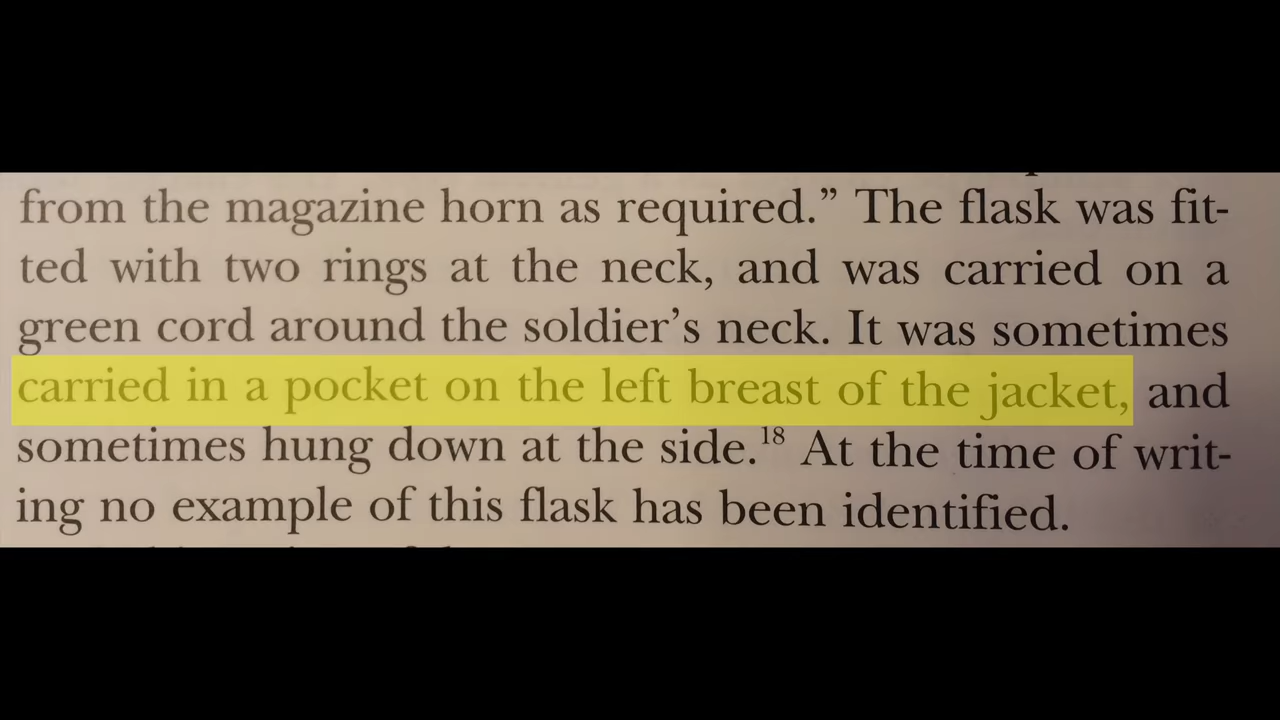 from the magazine horn as required.” The flask was fit-
ted with two rings at the neck, and was carried on a
green cord around the soldier’s neck. It was sometimes
carried in a pocket on the left breast of the jacket, and
sometimes hung down at the side.18 At the time of writ-
ing no example of this flask has been identified.